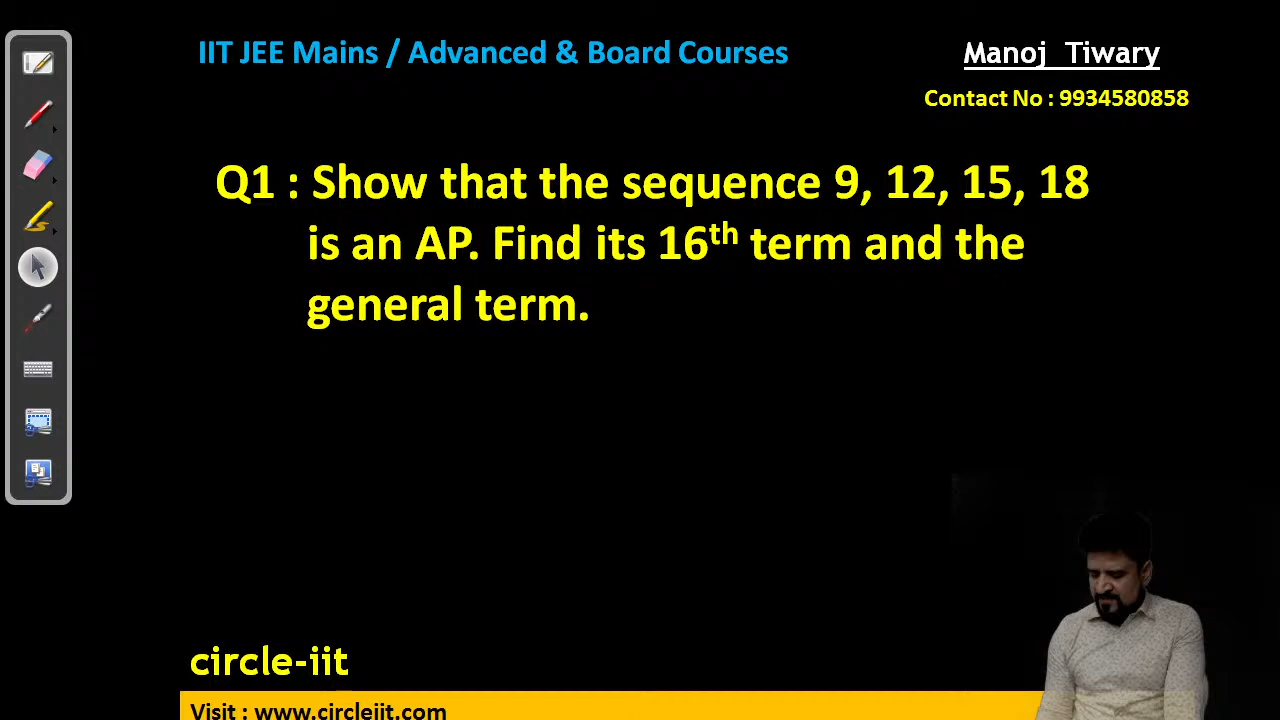 IIT JEE Mains / Advanced & Board Courses
Manoj Tiwary
Contact No : 9934580858
Q1 : Show that the sequence 9, 12, 15, 18
is an AP. Find its 16th term and the
general term.
circle-iit
Visit : www.circleiit.com